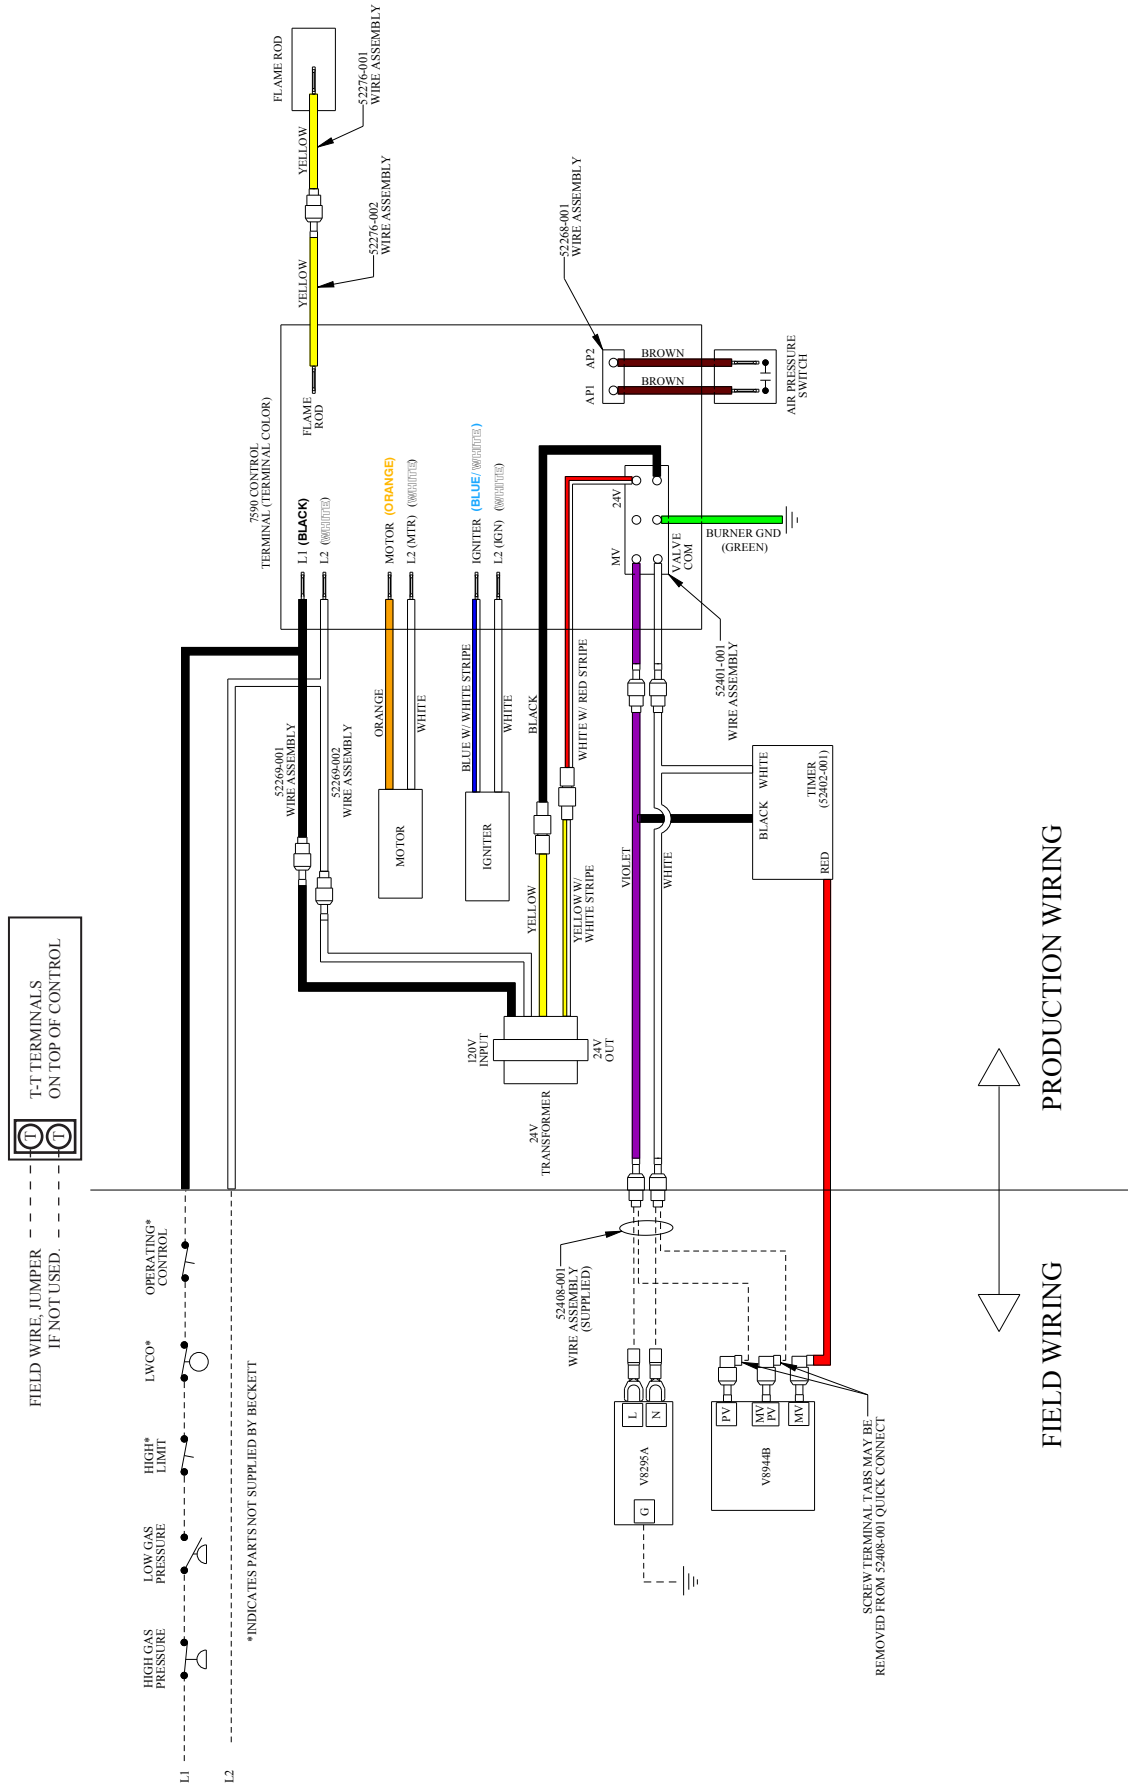 FIELD WIRE, JUMPER
IF NOT USED.
T
T
T-T TERMINALS
ON TOP OF CONTROL
L1
L2
HIGH GAS
PRESSURE
LOW GAS
PRESSURE
HIGH*
LIMIT
LWCO*
OPERATING*
CONTROL
*INDICATES PARTS NOT SUPPLIED BY BECKETT
7590 CONTROL
TERMINAL (TERMINAL COLOR)
L1 (BLACK)
L2 (WHITE)
52269-001
WIRE ASSEMBLY
52269-002
WIRE ASSEMBLY
FLAME
ROD
YELLOW
52276-002
WIRE ASSEMBLY
YELLOW
52276-001
WIRE ASSEMBLY
FLAME ROD
MOTOR
ORANGE
WHITE
MOTOR (ORANGE)
L2 (MTR) (WHITE)
IGNITER
BLUE W/ WHITE STRIPE
WHITE
IGNITER (BLUE/ WHITE)
L2 (IGN) (WHITE)
24V
TRANSFORMER
120V
INPUT
24V
OUT
YELLOW
YELLOW W/
WHITE STRIPE
BLACK
WHITE W/ RED STRIPE
MV
24V
VALVE
COM
BURNER GND
(GREEN)
AP1
AP2
BROWN
BROWN
52268-001
WIRE ASSEMBLY
AIR PRESSURE
SWITCH
52401-001
WIRE ASSEMBLY
VIOLET
WHITE
BLACK
WHITE
TIMER
(52402-001)
RED
52408-001
WIRE ASSEMBLY
(SUPPLIED)
V8295A
G
L
N
V8944B
PV
MV
PV
MV
SCREW TERMINAL TABS MAY BE
REMOVED FROM 52408-001 QUICK CONNECT
FIELD WIRING
PRODUCTION WIRING